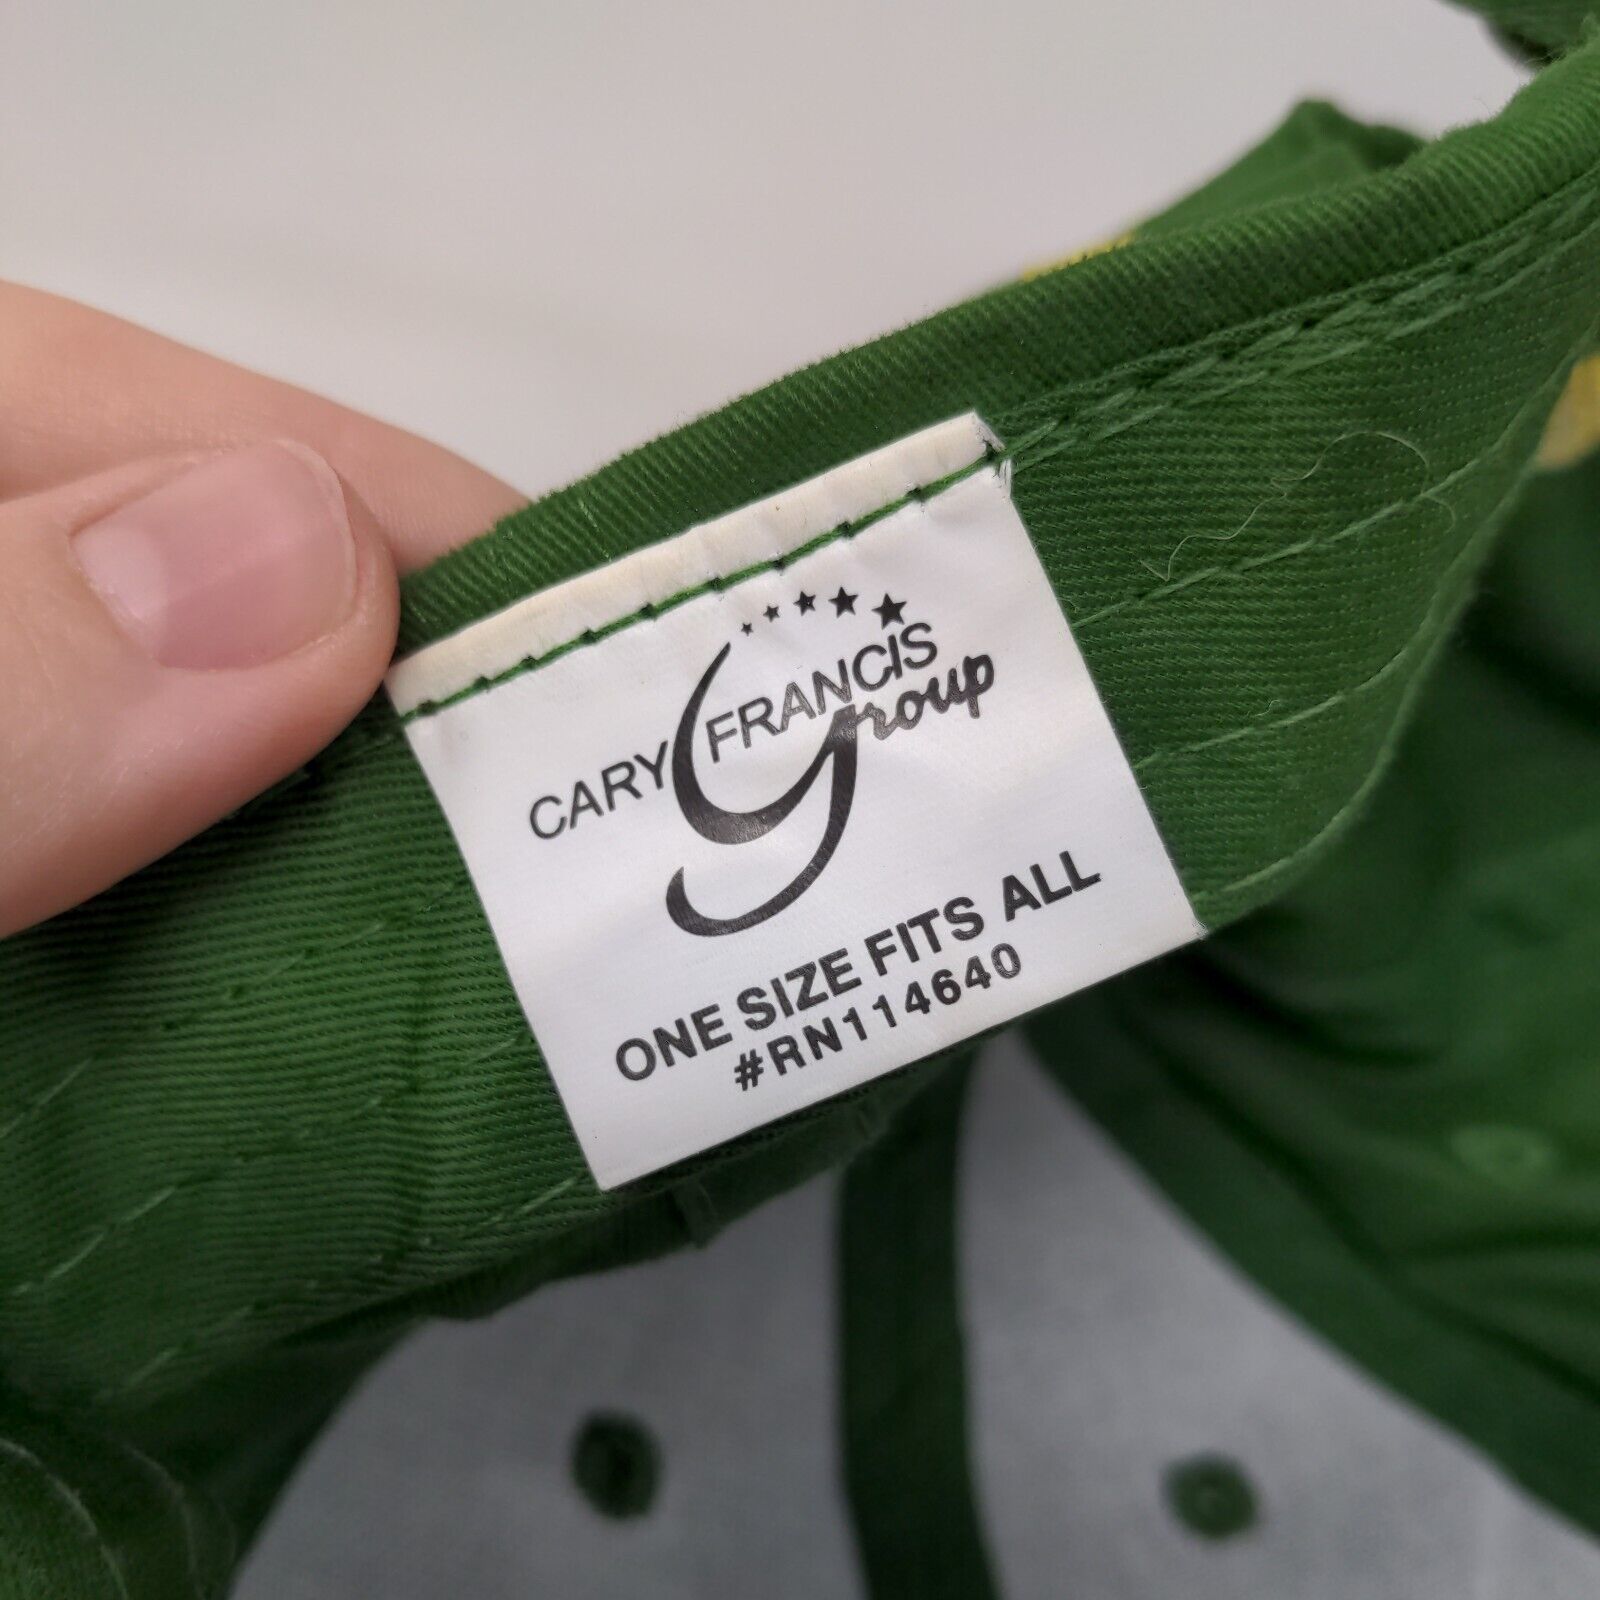 CARY FRANCIS
group
ONE SIZE FITS ALL
#RN114640